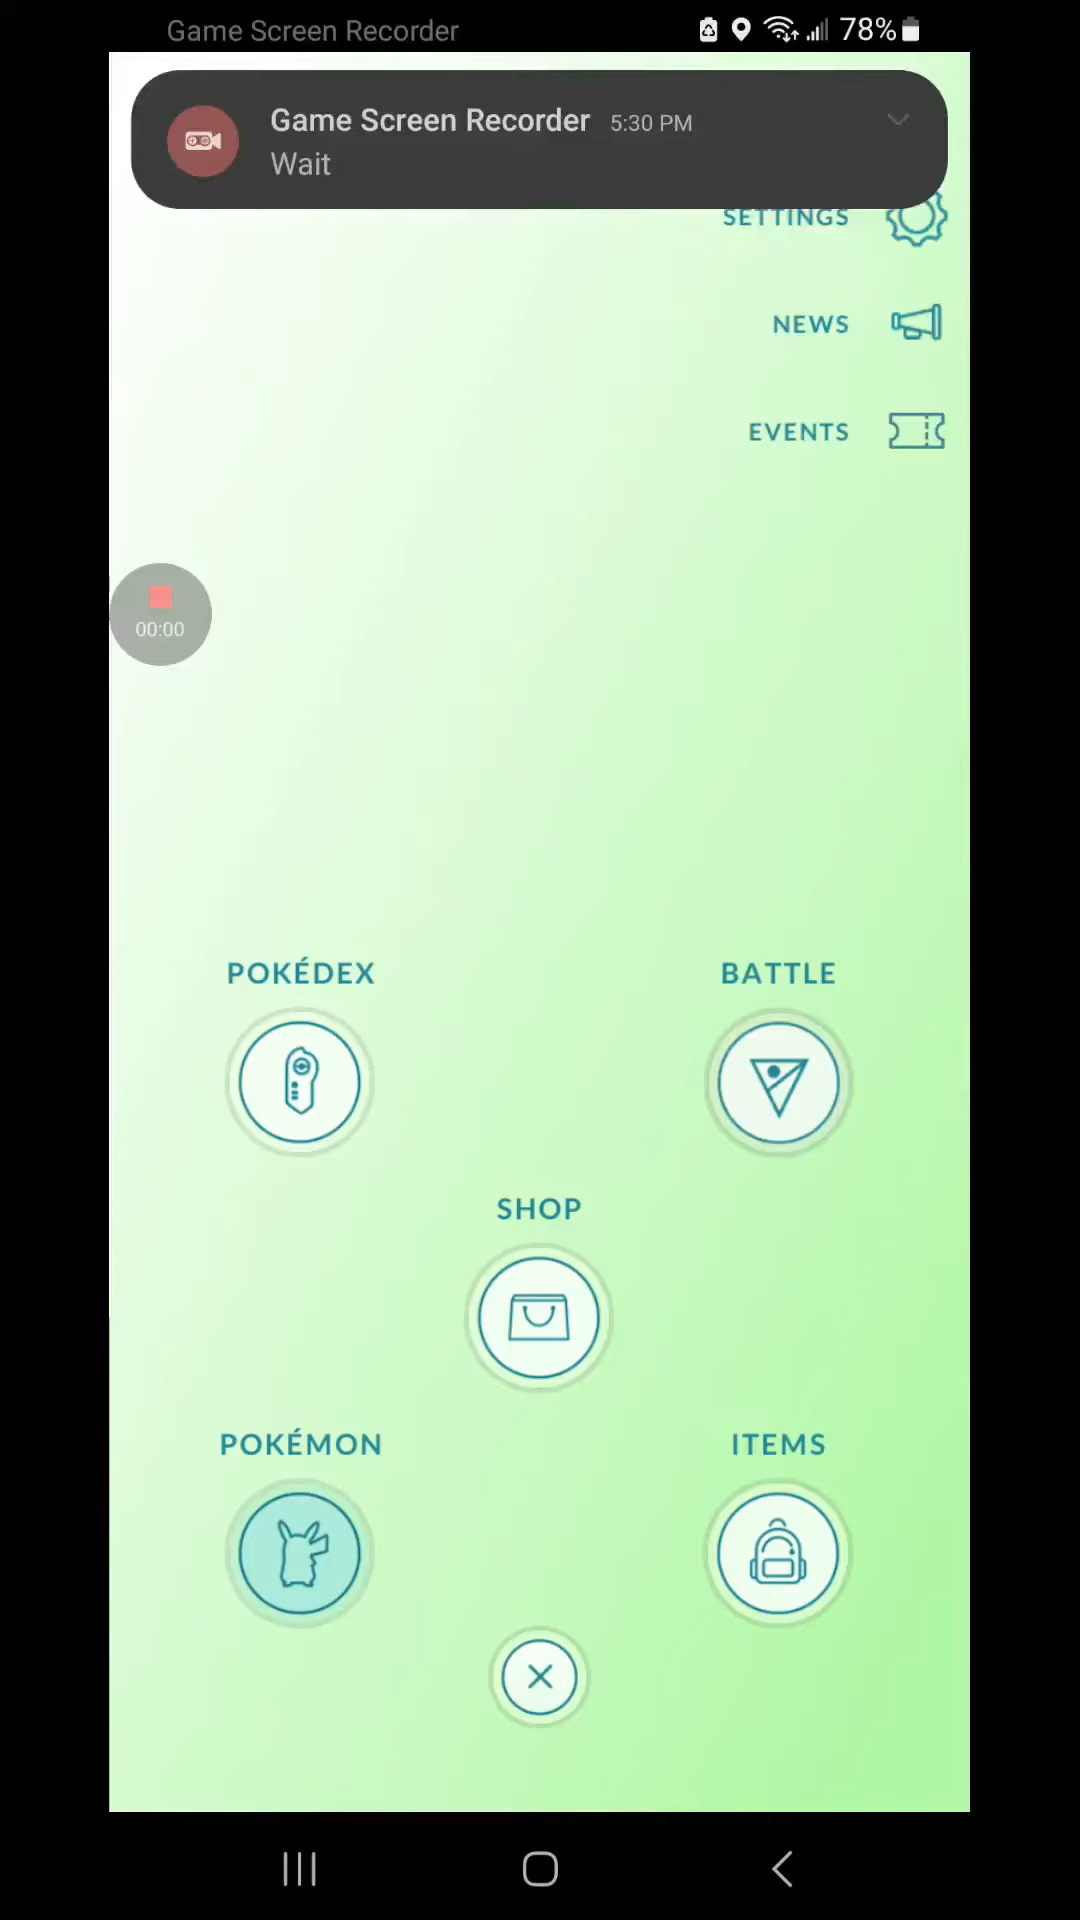 Game Screen Recorder
78%
Game Screen Recorder 5:30 PM
Wait
SETTINGS
NEWS
EVENTS
00:00
POKÉDEX
BATTLE
SHOP
POKÉMON
ITEMS